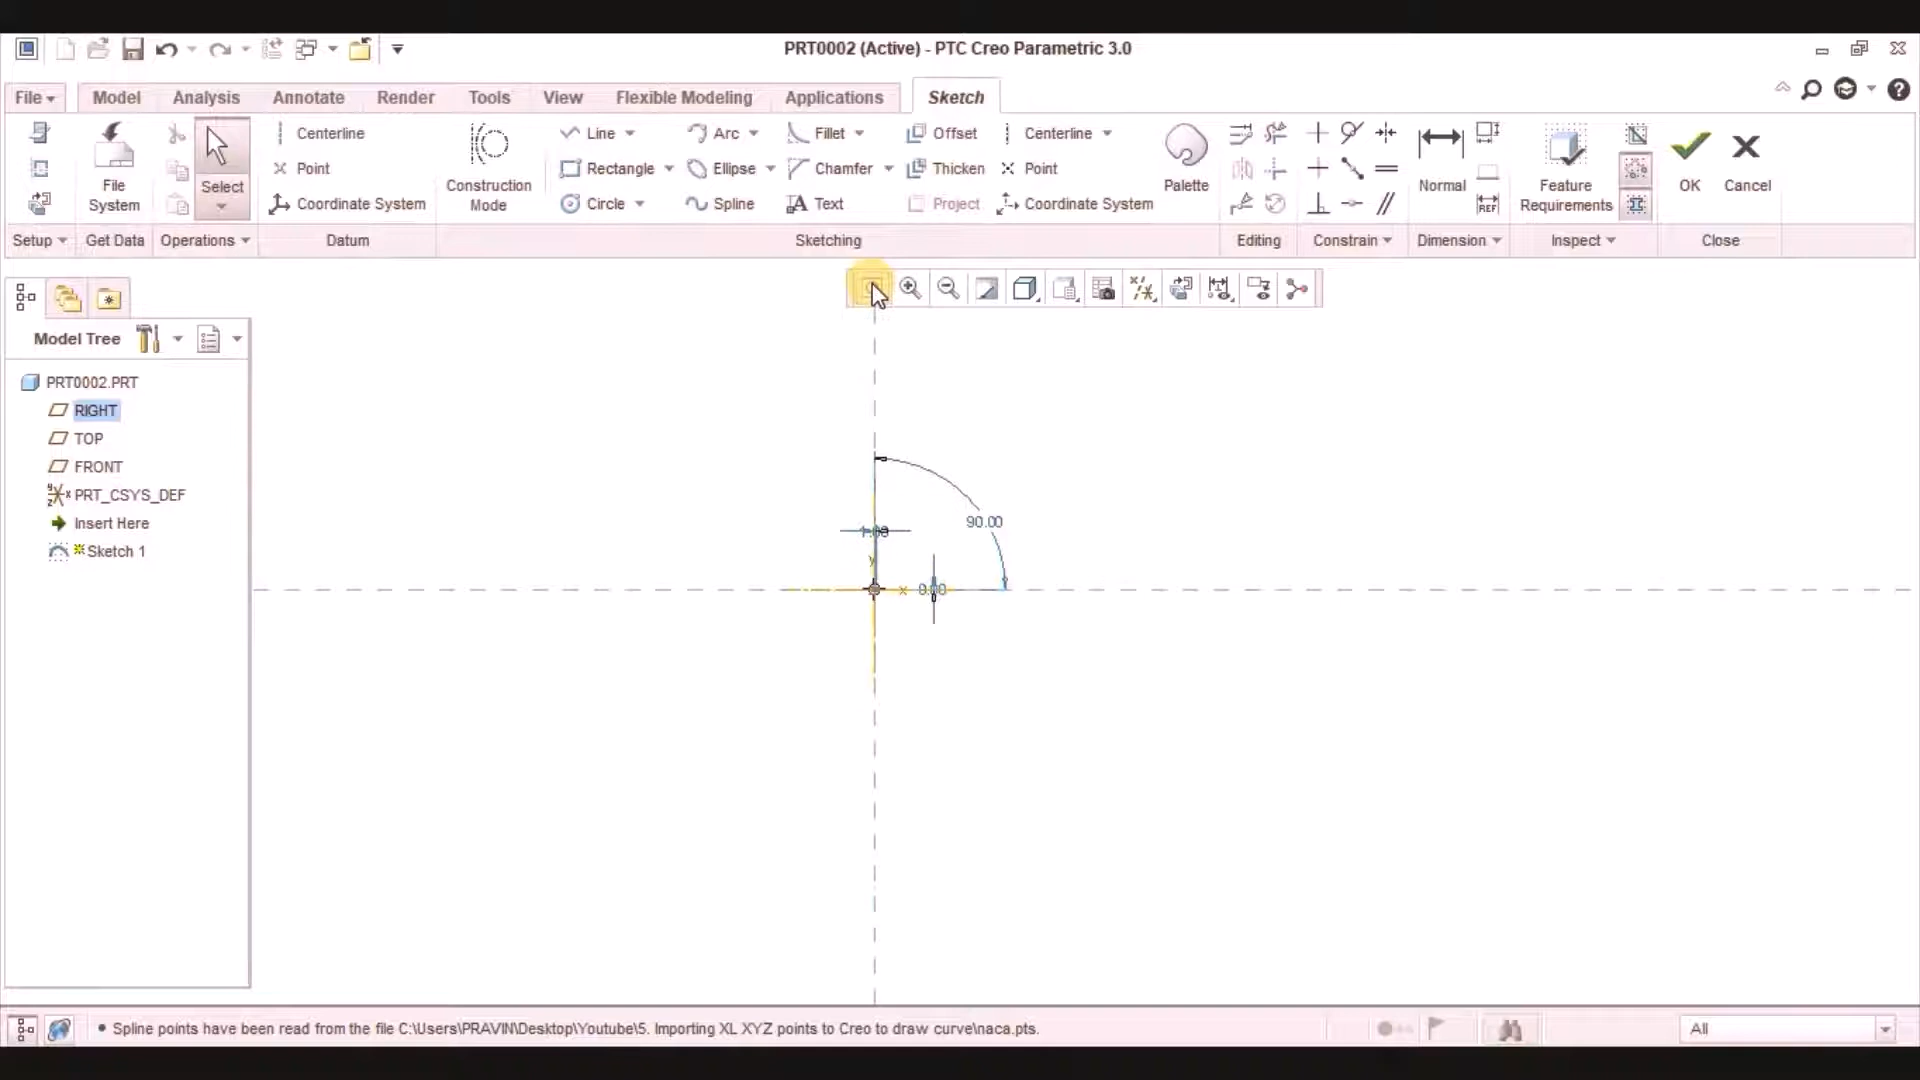 PRT0002 (Active) - PTC Creo Parametric 3.0
File Model Analysis Annotate Render Tools View Flexible Modeling Applications Sketch
Centerline Line Arc Fillet Offset Centerline
Point Rectangle Ellipse Chamfer Thicken Point
Coordinate System Circle Spline Text Project Coordinate System
File System
Select
Construction Mode
Palette
Normal
REF
Feature Requirements
OK
Cancel
Setup Get Data Operations Datum Sketching Editing Constrain Dimension Inspect Close
Model Tree
PRT0002.PRT
RIGHT
TOP
FRONT
PRT_CSYS_DEF
Insert Here
Sketch 1
90.00
y
x
0.00
• Spline points have been read from the file C:\Users\PRAVIN\Desktop\Youtube\5. Importing XL XYZ points to Creo to draw curve\naca.pts.
All